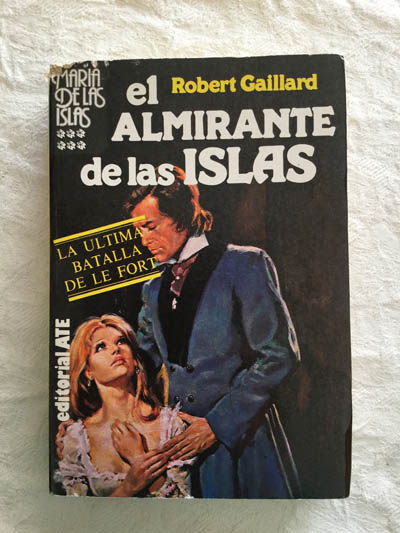 MARIA
DE LAS
ISLAS
******
el Robert Gaillard
ALMIRANTE
de las ISLAS
LA ULTIMA
BATALLA
DE LE FORT
editorial ATE